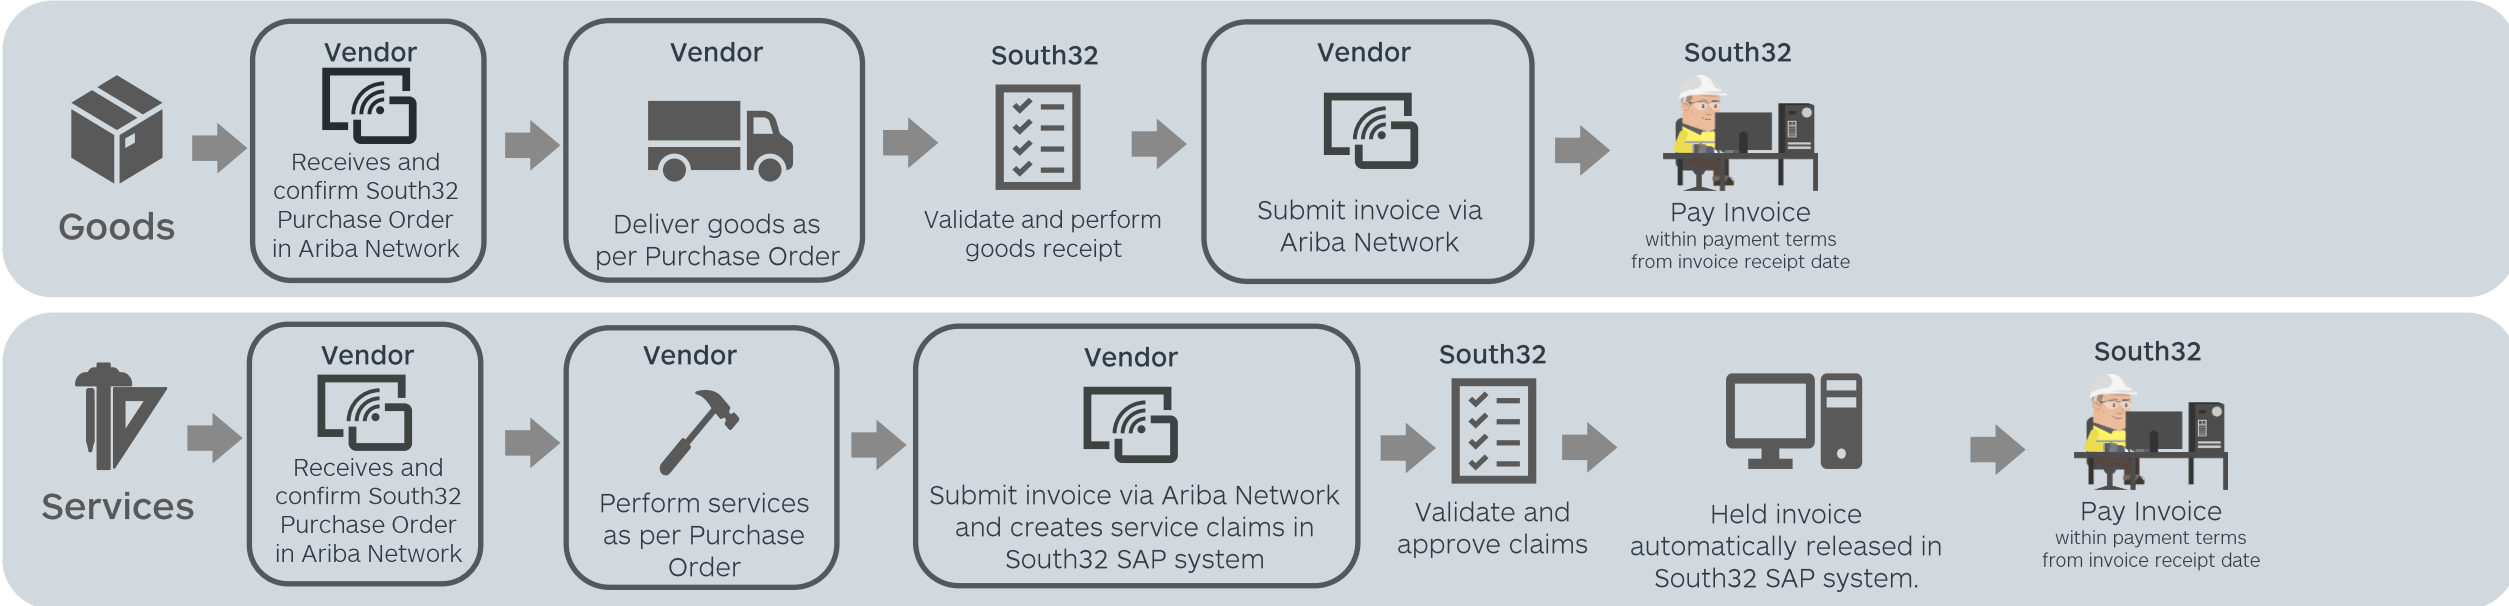 Goods
Vendor
Receives and
confirm South32
Purchase Order
in Ariba Network
Vendor
Deliver goods as
per Purchase Order
South32
Validate and perform
goods receipt
Vendor
Submit invoice via
Ariba Network
South32
Pay Invoice
within payment terms
from invoice receipt date
Services
Vendor
Receives and
confirm South32
Purchase Order
in Ariba Network
Vendor
Perform services
as per Purchase
Order
Vendor
Submit invoice via Ariba Network
and creates service claims in
South32 SAP system
South32
Validate and
approve claims
Held invoice
automatically released in
South32 SAP system.
South32
Pay Invoice
within payment terms
from invoice receipt date